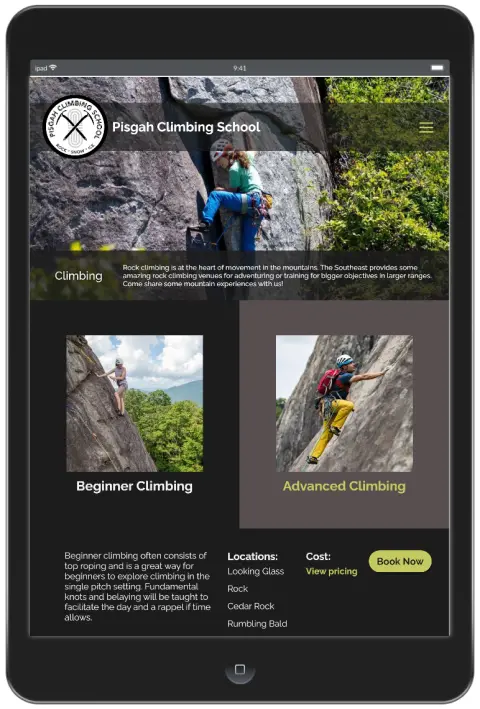 ipad
9:41
PISGAH CLIMBING SCHOOL
ROCK • SNOW • ICE
Pisgah Climbing School
Climbing
Rock climbing is at the heart of movement in the mountains. The Southeast provides some
amazing rock climbing venues for adventuring or training for bigger objectives in larger ranges.
Come share some mountain experiences with us!
Beginner Climbing
Advanced Climbing
Beginner climbing often consists of
top roping and is a great way for
beginners to explore climbing in the
single pitch setting. Fundamental
knots and belaying will be taught to
facilitate the day and a rappel if time
allows.
Locations:
Looking Glass
Rock
Cedar Rock
Rumbling Bald
Cost:
View pricing
Book Now